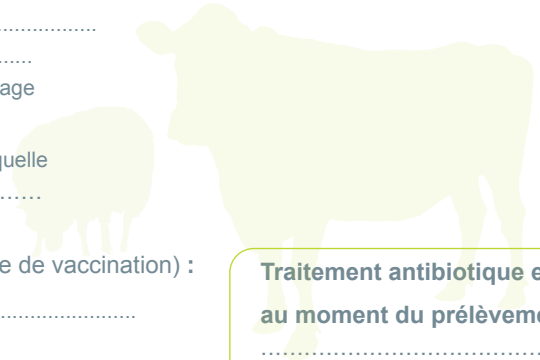 .................
......
age
quelle
.......
e de vaccination) :
.......................
Traitement antibiotique e
au moment du prélèveme
.......................................